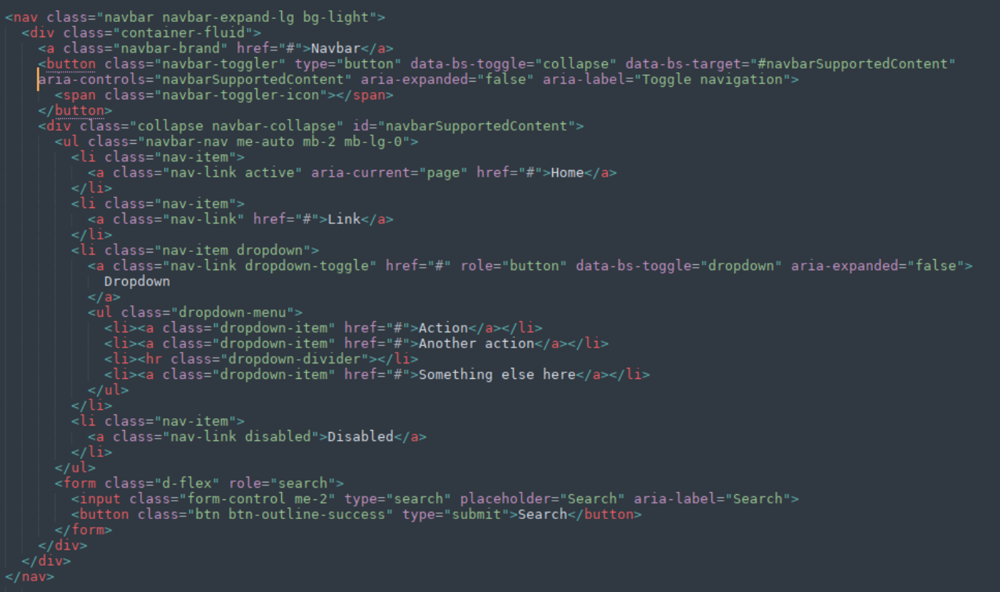 <nav class="navbar navbar-expand-lg bg-light">
  <div class="container-fluid">
    <a class="navbar-brand" href="#">Navbar</a>
    <button class="navbar-toggler" type="button" data-bs-toggle="collapse" data-bs-target="#navbarSupportedContent"
    aria-controls="navbarSupportedContent" aria-expanded="false" aria-label="Toggle navigation">
      <span class="navbar-toggler-icon"></span>
    </button>
    <div class="collapse navbar-collapse" id="navbarSupportedContent">
      <ul class="navbar-nav me-auto mb-2 mb-lg-0">
        <li class="nav-item">
          <a class="nav-link active" aria-current="page" href="#">Home</a>
        </li>
        <li class="nav-item">
          <a class="nav-link" href="#">Link</a>
        </li>
        <li class="nav-item dropdown">
          <a class="nav-link dropdown-toggle" href="#" role="button" data-bs-toggle="dropdown" aria-expanded="false">
            Dropdown
          </a>
          <ul class="dropdown-menu">
            <li><a class="dropdown-item" href="#">Action</a></li>
            <li><a class="dropdown-item" href="#">Another action</a></li>
            <li><hr class="dropdown-divider"></li>
            <li><a class="dropdown-item" href="#">Something else here</a></li>
          </ul>
        </li>
        <li class="nav-item">
          <a class="nav-link disabled">Disabled</a>
        </li>
      </ul>
      <form class="d-flex" role="search">
        <input class="form-control me-2" type="search" placeholder="Search" aria-label="Search">
        <button class="btn btn-outline-success" type="submit">Search</button>
      </form>
    </div>
  </div>
</nav>